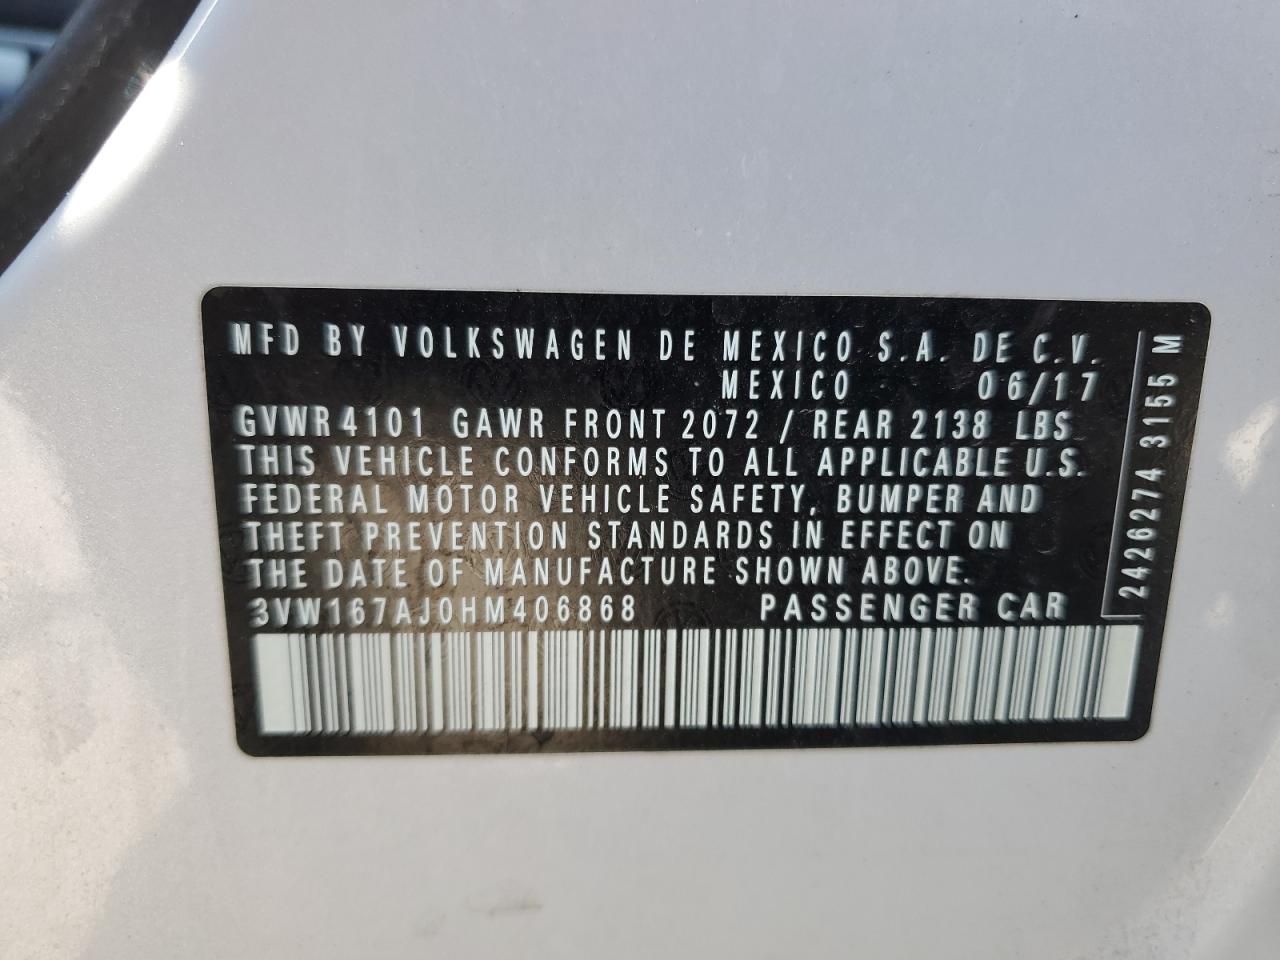 MFD BY VOLKSWAGEN DE MEXICO S.A. DE C.V.
MEXICO 06/17
GVWR 4101 GAWR FRONT 2072 / REAR 2138 LBS
THIS VEHICLE CONFORMS TO ALL APPLICABLE U.S.
FEDERAL MOTOR VEHICLE SAFETY, BUMPER AND
THEFT PREVENTION STANDARDS IN EFFECT ON
THE DATE OF MANUFACTURE SHOWN ABOVE.
3VW167AJ0HM406868 PASSENGER CAR
2426274 3155 M